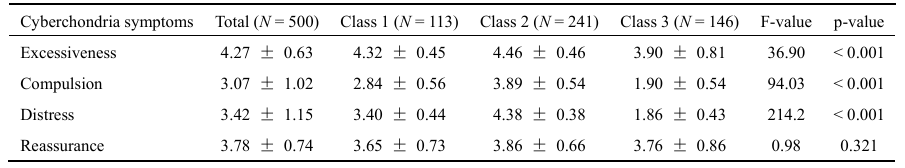 Cyberchondria symptoms Total (N = 500) Class 1 (N = 113) Class 2 (N = 241) Class 3 (N = 146) F-value p-value
Excessiveness 4.27 ± 0.63 4.32 ± 0.45 4.46 ± 0.46 3.90 ± 0.81 36.90 < 0.001
Compulsion 3.07 ± 1.02 2.84 ± 0.56 3.89 ± 0.54 1.90 ± 0.54 94.03 < 0.001
Distress 3.42 ± 1.15 3.40 ± 0.44 4.38 ± 0.38 1.86 ± 0.43 214.2 < 0.001
Reassurance 3.78 ± 0.74 3.65 ± 0.73 3.86 ± 0.66 3.76 ± 0.86 0.98 0.321